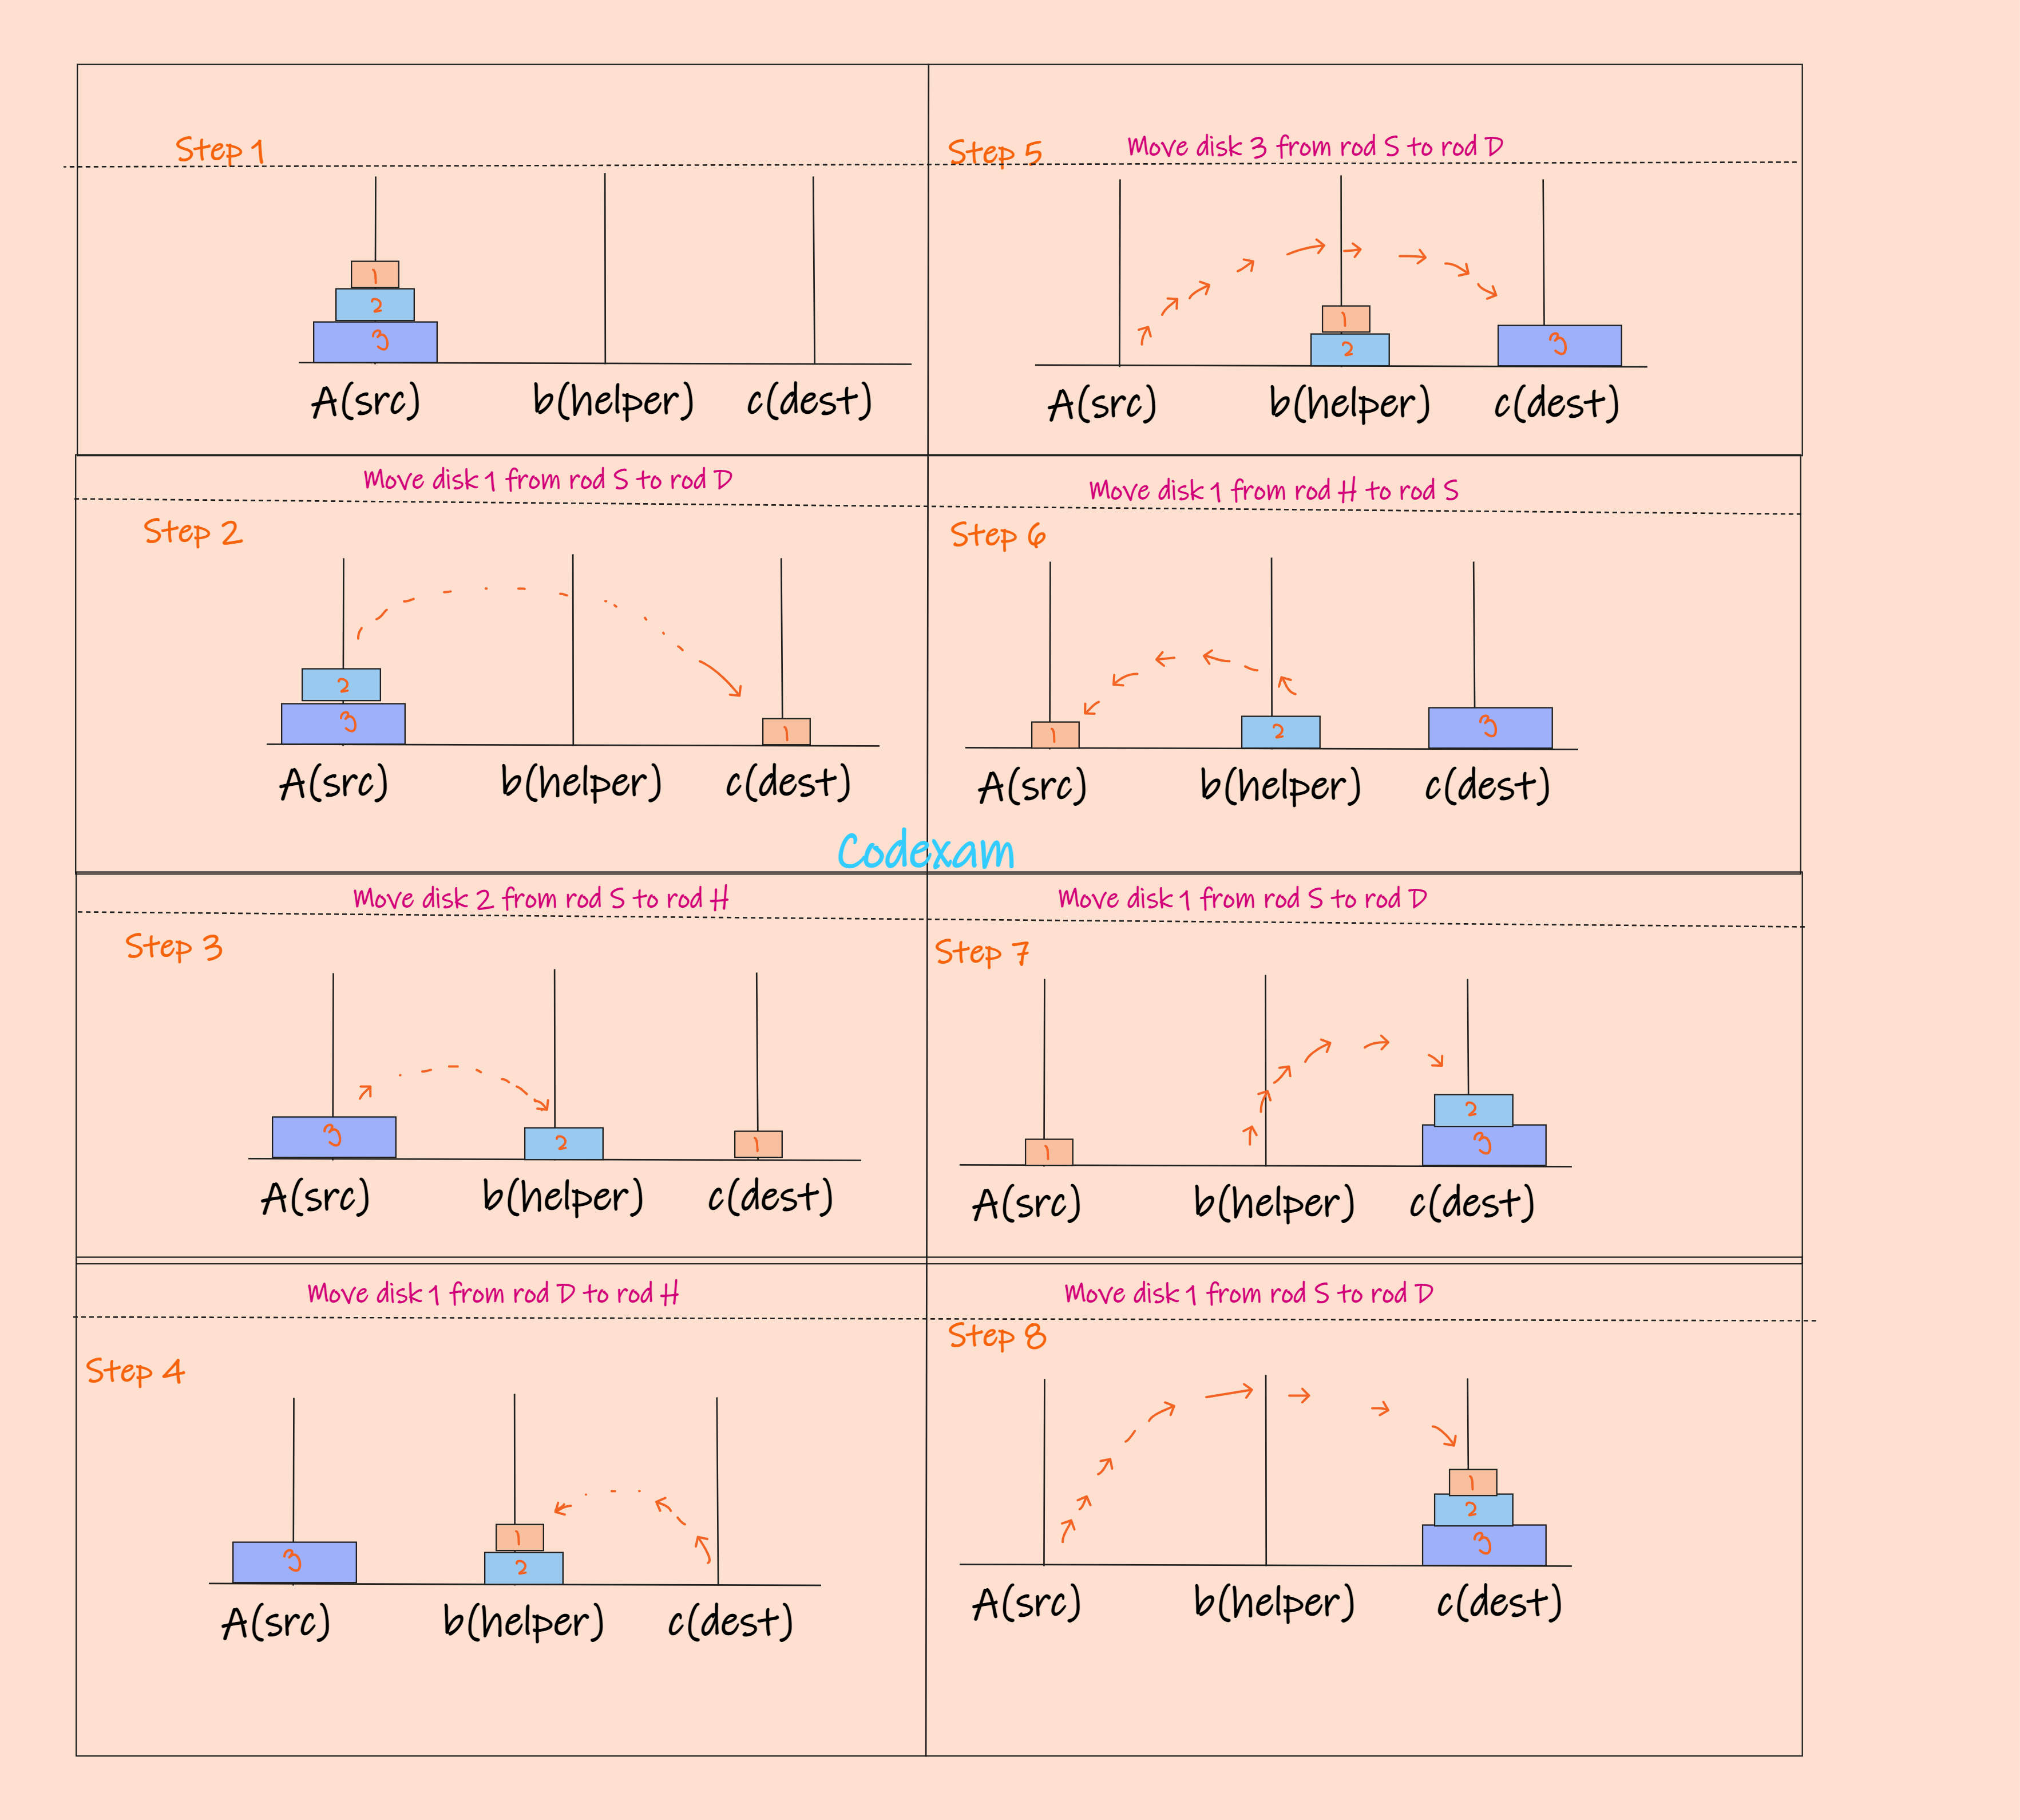 Step 1
1
2
3
A(src) b(helper) c(dest)
Move disk 1 from rod S to rod D
Step 2
2
3
1
A(src) b(helper) c(dest)
Move disk 2 from rod S to rod H
Step 3
3 2 1
A(src) b(helper) c(dest)
Move disk 1 from rod D to rod H
Step 4
1
3 2
A(src) b(helper) c(dest)
Step 5 Move disk 3 from rod S to rod D
1
2 3
A(src) b(helper) c(dest)
Move disk 1 from rod H to rod S
Step 6
1 2 3
A(src) b(helper) c(dest)
Codexam
Move disk 1 from rod S to rod D
Step 7
2
1 3
A(src) b(helper) c(dest)
Move disk 1 from rod S to rod D
Step 8
1
2
3
A(src) b(helper) c(dest)